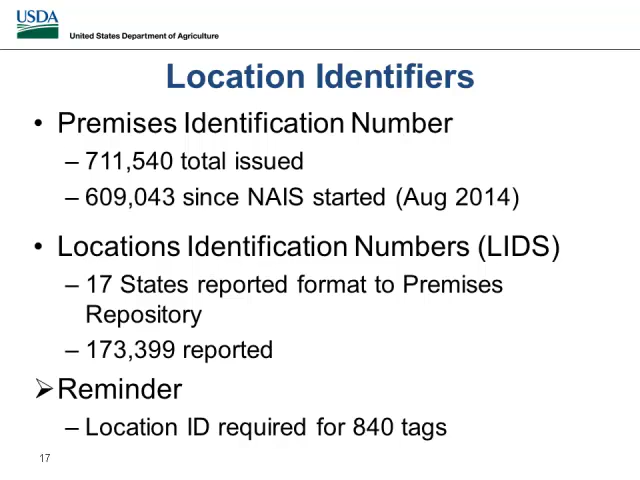 USDA
United States Department of Agriculture
Location Identifiers
• Premises Identification Number
– 711,540 total issued
– 609,043 since NAIS started (Aug 2014)
• Locations Identification Numbers (LIDS)
– 17 States reported format to Premises
Repository
– 173,399 reported
➢Reminder
– Location ID required for 840 tags
17